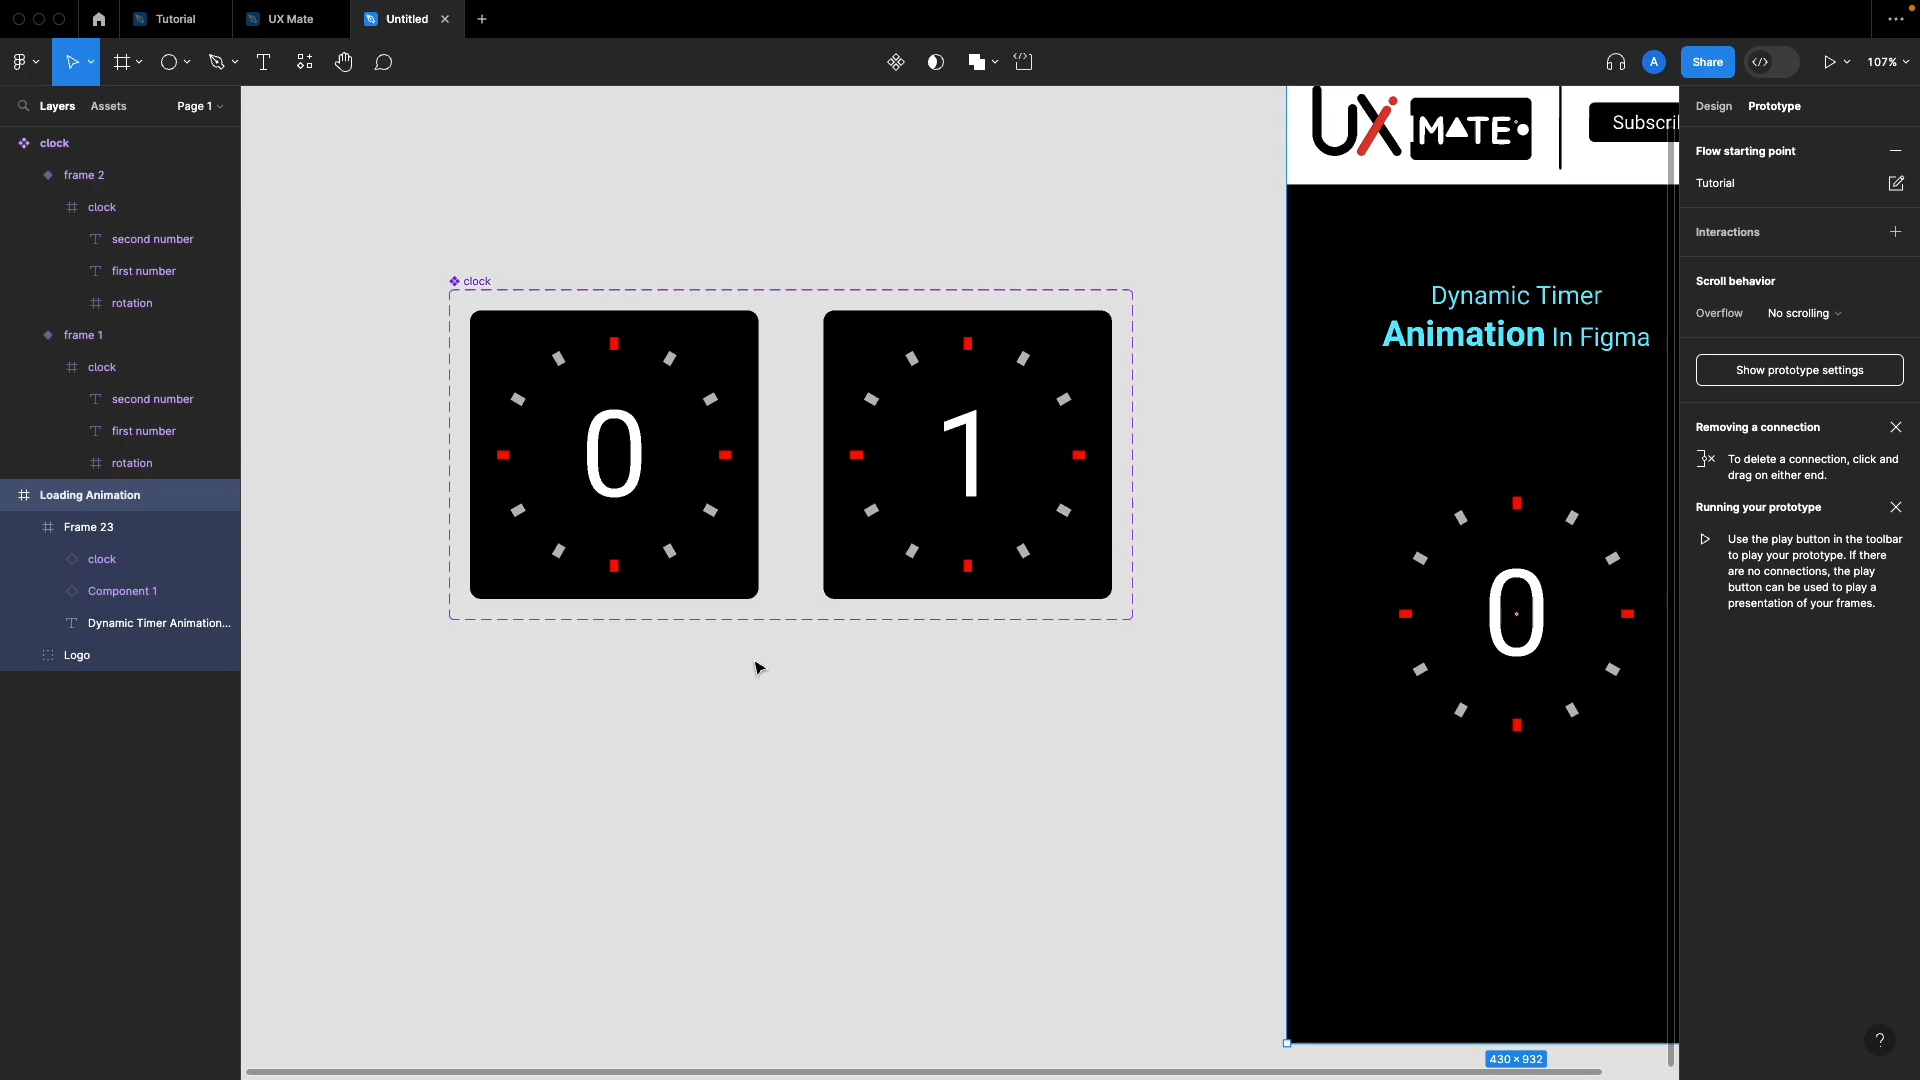 Tutorial
UX Mate
Untitled
A
Share
107%
Layers
Assets
Page 1
clock
frame 2
clock
second number
first number
rotation
frame 1
clock
second number
first number
rotation
Loading Animation
Frame 23
clock
Component 1
Dynamic Timer Animation...
Logo
clock
0
1
UX MATE
Subscri
Dynamic Timer
Animation In Figma
0
430 × 932
Design
Prototype
Flow starting point
Tutorial
Interactions
Scroll behavior
Overflow
No scrolling
Show prototype settings
Removing a connection
To delete a connection, click and
drag on either end.
Running your prototype
Use the play button in the toolbar
to play your prototype. If there
are no connections, the play
button can be used to play a
presentation of your frames.
?